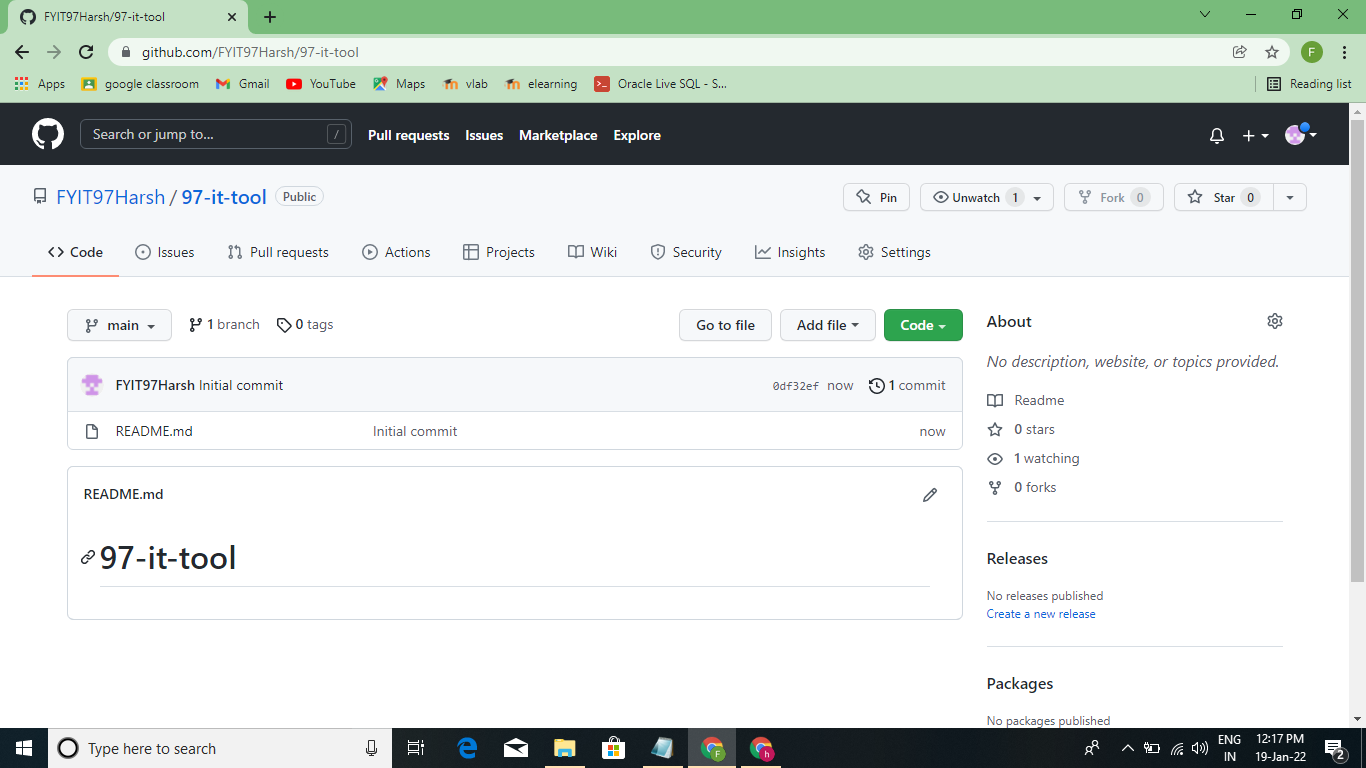 FYIT97Harsh/97-it-tool
github.com/FYIT97Harsh/97-it-tool
F
Apps google classroom Gmail YouTube Maps vlab elearning Oracle Live SQL - S... Reading list
Search or jump to... / Pull requests Issues Marketplace Explore
FYIT97Harsh / 97-it-tool Public Pin Unwatch 1 Fork 0 Star 0
Code Issues Pull requests Actions Projects Wiki Security Insights Settings
main 1 branch 0 tags Go to file Add file Code
About
No description, website, or topics provided.
FYIT97Harsh Initial commit 0df32ef now 1 commit
Readme
README.md Initial commit now
0 stars
1 watching
0 forks
README.md
97-it-tool
Releases
No releases published
Create a new release
Packages
No packages published
Type here to search F h ENG 12:17 PM
IN 19-Jan-22 2